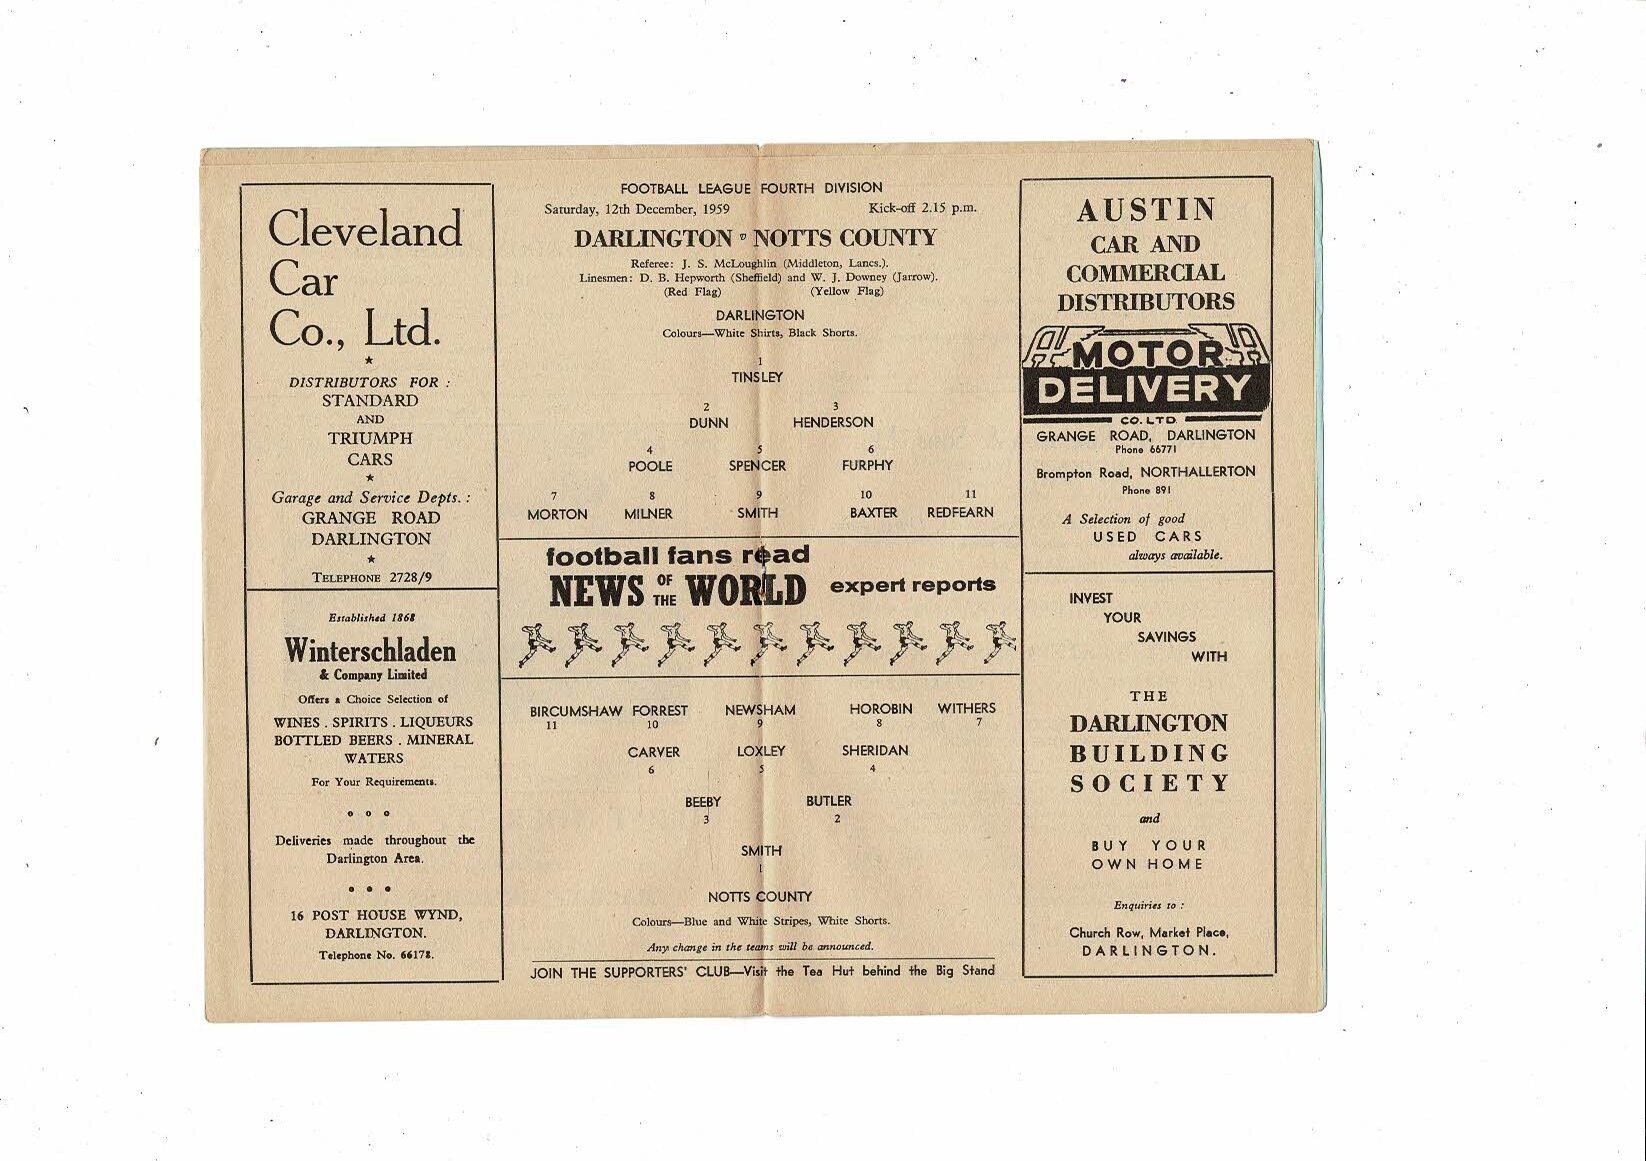 Cleveland
Car
Co., Ltd.
★
DISTRIBUTORS FOR :
STANDARD
AND
TRIUMPH
CARS
★
Garage and Service Depts. :
GRANGE ROAD
DARLINGTON
★
TELEPHONE 2728/9
Established 1868
Winterschladen
& Company Limited
Offers a Choice Selection of
WINES . SPIRITS . LIQUEURS
BOTTLED BEERS . MINERAL
WATERS
For Your Requirements.
Deliveries made throughout the
Darlington Area.
16 POST HOUSE WYND,
DARLINGTON.
Telephone No. 66178.
FOOTBALL LEAGUE FOURTH DIVISION
Saturday, 12th December, 1959 Kick-off 2.15 p.m.
DARLINGTON v NOTTS COUNTY
Referee: J. S. McLoughlin (Middleton, Lancs.).
Linesmen: D. B. Hepworth (Sheffield) and W. J. Downey (Jarrow).
(Red Flag) (Yellow Flag)
DARLINGTON
Colours—White Shirts, Black Shorts.
1
TINSLEY
2 3
DUNN HENDERSON
4 5 6
POOLE SPENCER FURPHY
7 8 9 10 11
MORTON MILNER SMITH BAXTER REDFEARN
football fans read
NEWS OF THE WORLD expert reports
BIRCUMSHAW FORREST NEWSHAM HOROBIN WITHERS
11 10 9 8 7
CARVER LOXLEY SHERIDAN
6 5 4
BEEBY BUTLER
3 2
SMITH
1
NOTTS COUNTY
Colours—Blue and White Stripes, White Shorts.
Any change in the teams will be announced.
JOIN THE SUPPORTERS' CLUB—Visit the Tea Hut behind the Big Stand
AUSTIN
CAR AND
COMMERCIAL
DISTRIBUTORS
MOTOR
DELIVERY
CO. LTD
GRANGE ROAD, DARLINGTON
Phone 66771
Brompton Road, NORTHALLERTON
Phone 891
A Selection of good
USED CARS
always available.
INVEST
YOUR
SAVINGS
WITH
THE
DARLINGTON
BUILDING
SOCIETY
and
BUY YOUR
OWN HOME
Enquiries to :
Church Row, Market Place,
DARLINGTON.